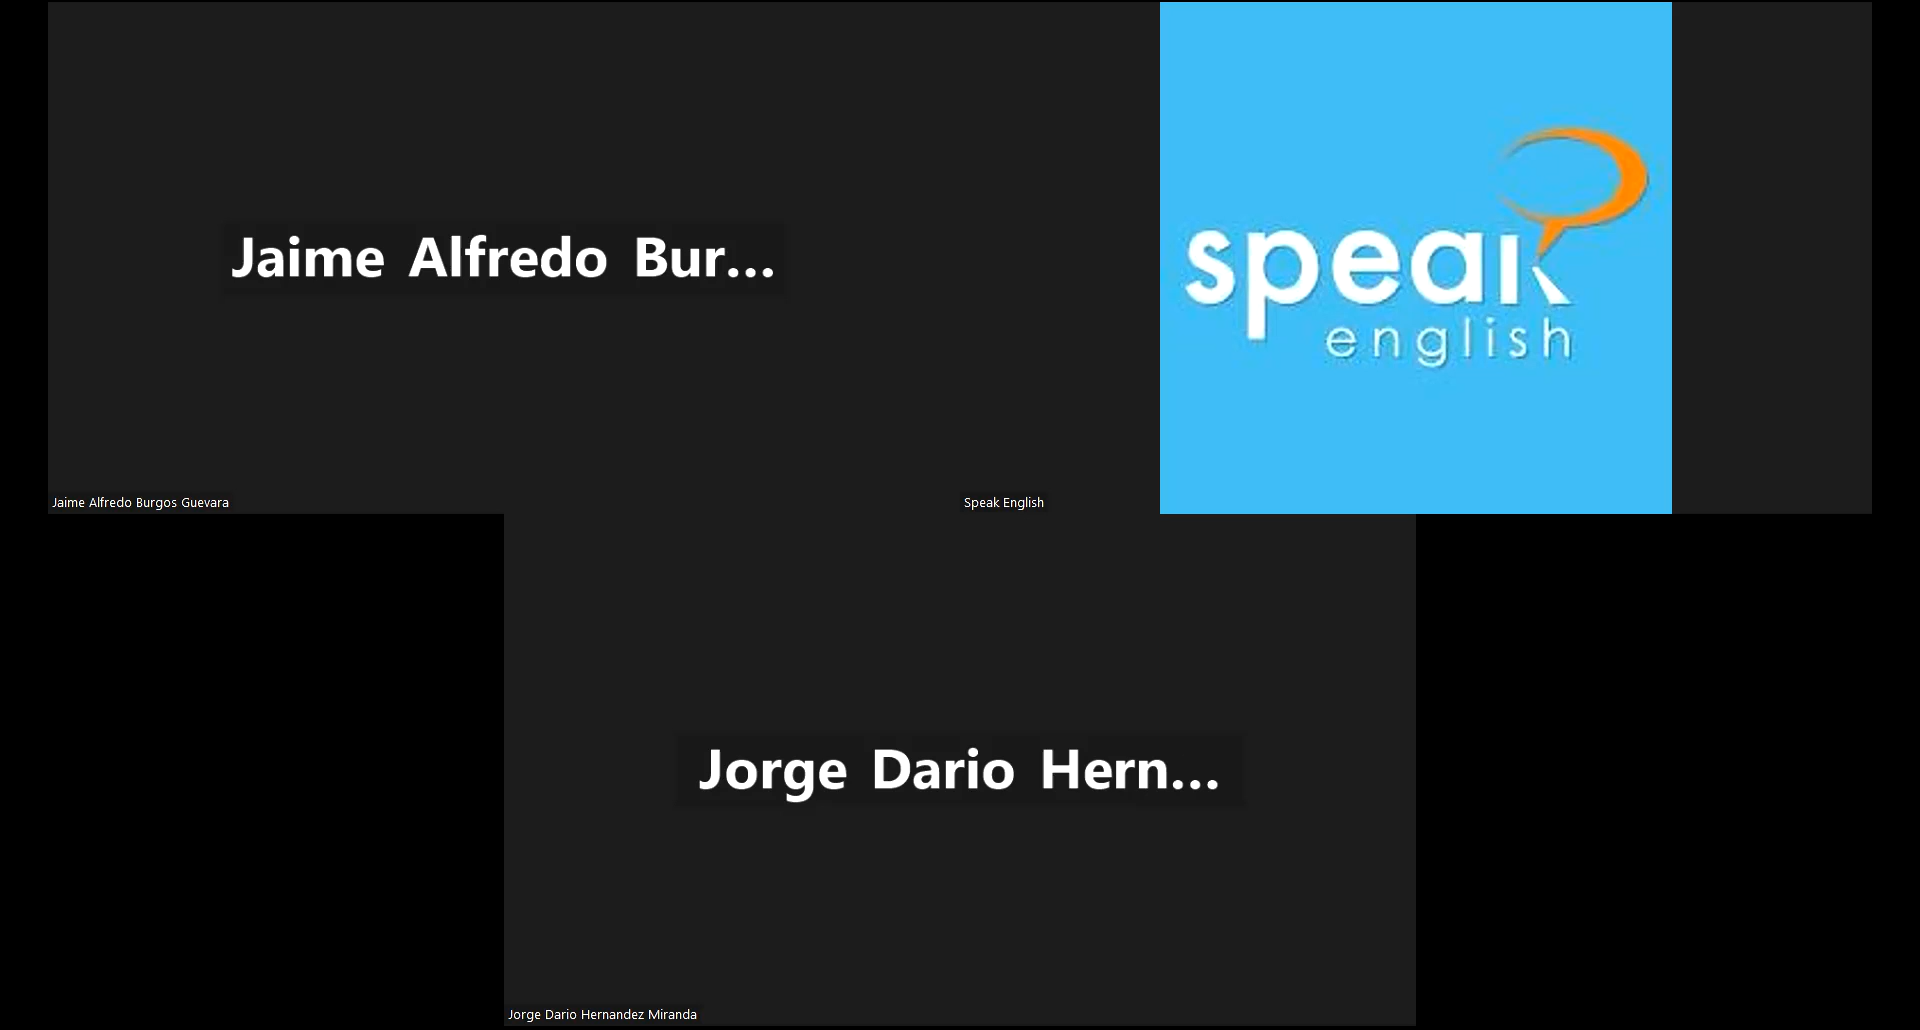 Jaime Alfredo Bur...
speak
english
Jaime Alfredo Burgos Guevara
Speak English
Jorge Dario Hern...
Jorge Dario Hernandez Miranda